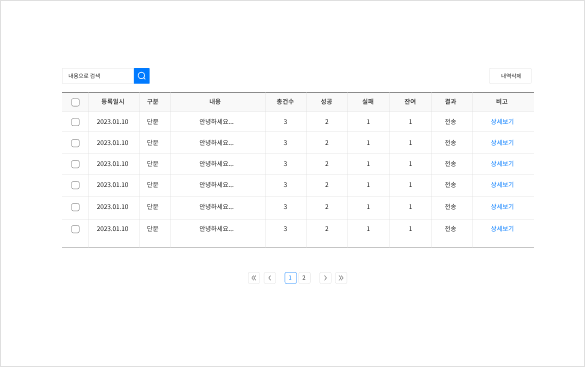 내용으로 검색
내역삭제
등록일시 구분 내용 총건수 성공 실패 잔여 결과 비고
2023.01.10 단문 안녕하세요... 3 2 1 1 전송 상세보기
2023.01.10 단문 안녕하세요... 3 2 1 1 전송 상세보기
2023.01.10 단문 안녕하세요... 3 2 1 1 전송 상세보기
2023.01.10 단문 안녕하세요... 3 2 1 1 전송 상세보기
2023.01.10 단문 안녕하세요... 3 2 1 1 전송 상세보기
2023.01.10 단문 안녕하세요... 3 2 1 1 전송 상세보기
1 2